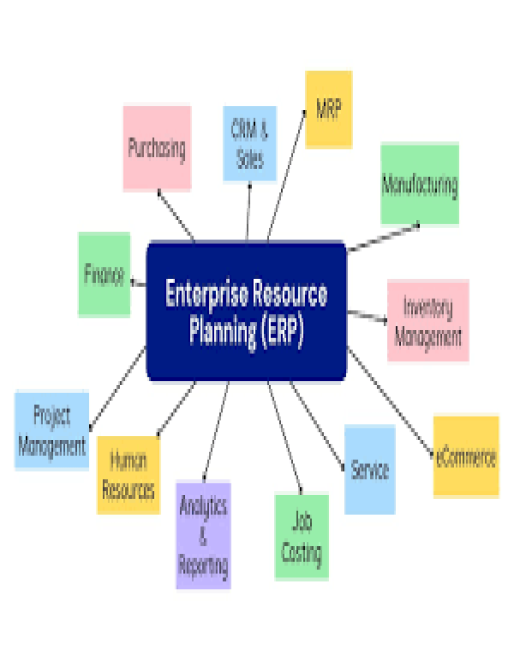 MRP
CRM &
Sales
Purchasing
Manufacturing
Finance
Enterprise Resource
Planning (ERP)
Inventory
Management
Project
Management
Human
Resources
Analytics
&
Reporting
Job
Costing
Service
eCommerce